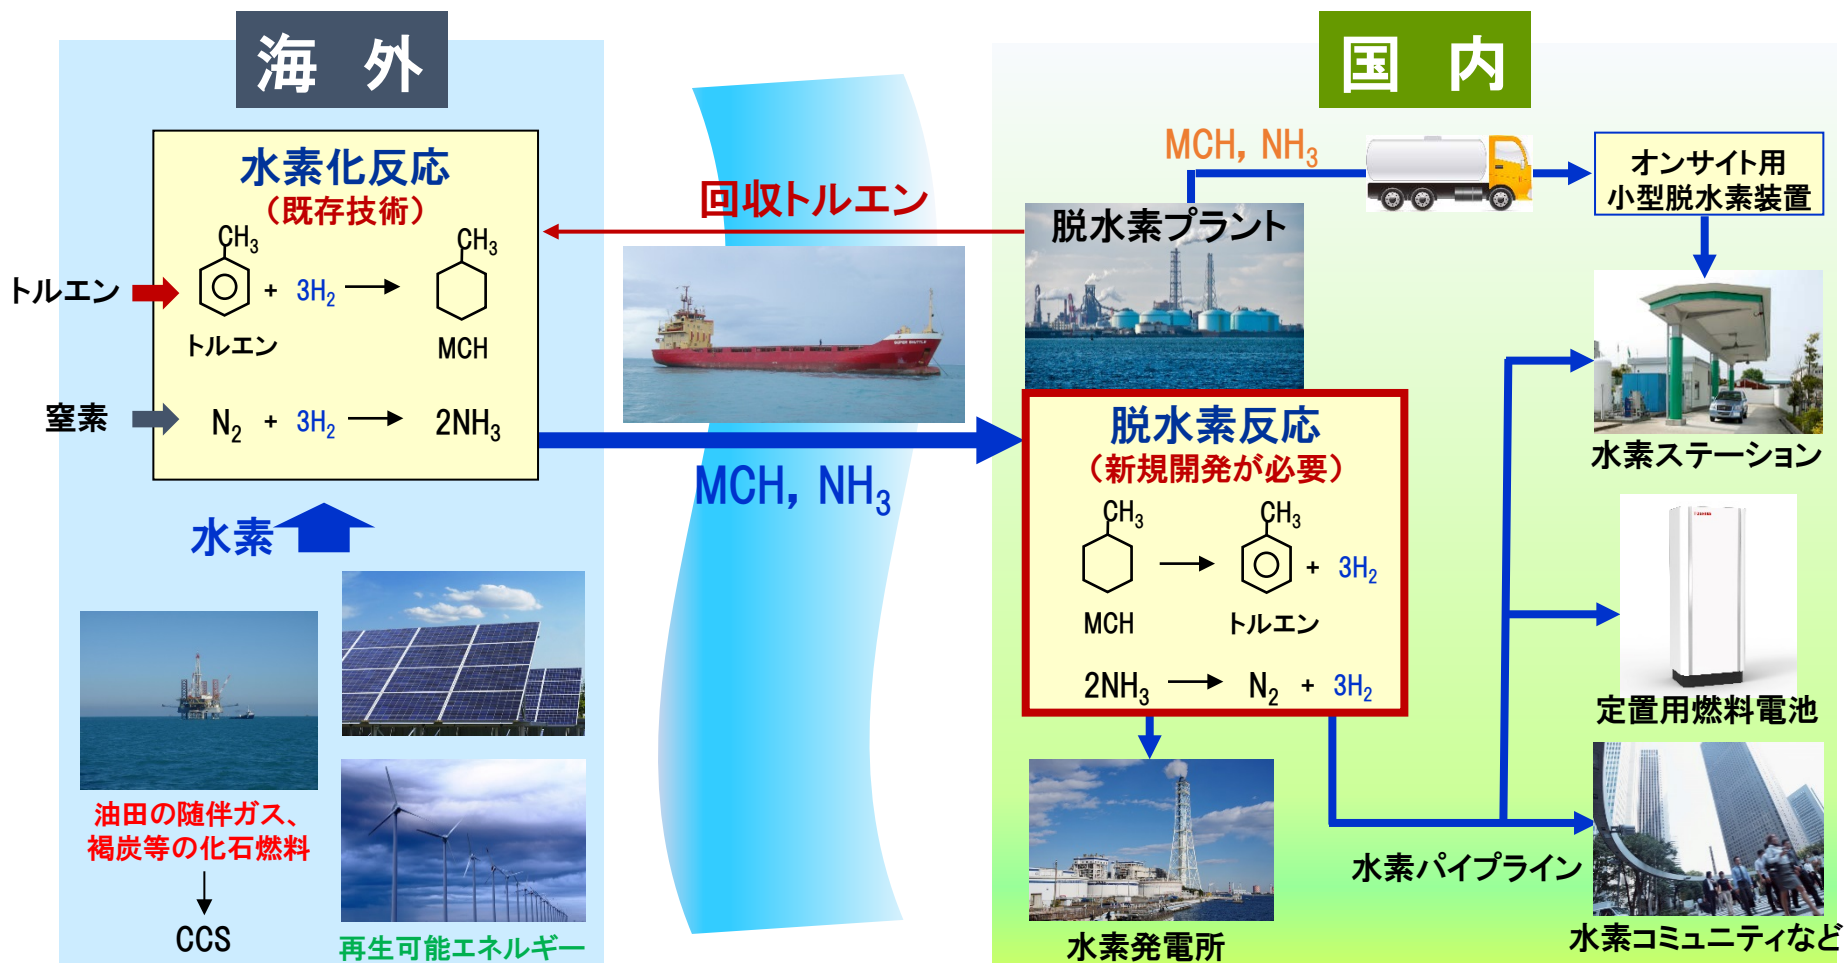 海 外
水素化反応
（既存技術）
CH₃
CH₃
トルエン
+ 3H₂
トルエン
MCH
窒素
N₂ + 3H₂ 2NH₃
水素
油田の随伴ガス、
褐炭等の化石燃料
CCS
再生可能エネルギー
回収トルエン
MCH, NH₃
国 内
MCH, NH₃
オンサイト用
小型脱水素装置
脱水素プラント
脱水素反応
（新規開発が必要）
CH₃
CH₃
+ 3H₂
MCH
トルエン
2NH₃ N₂ + 3H₂
水素ステーション
定置用燃料電池
水素パイプライン
水素発電所
水素コミュニティなど